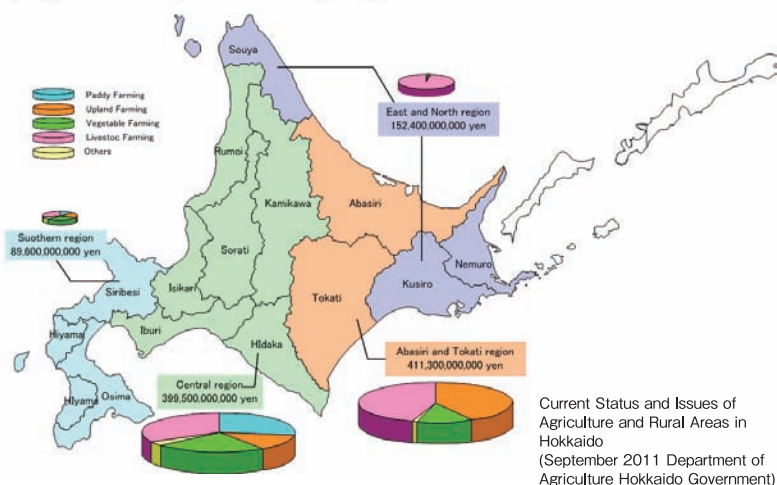 Souya
Paddy Farming
Upland Farming
Vegetable Farming
Livestoc Farming
Others
East and North region
152,400,000,000 yen
Rumoi
Kamikawa
Abasiri
Suothern region
89,600,000,000 yen
Sorati
Nemuro
Siribesi
Isikari
Tokati
Kusiro
Hiyama
Iburi
Hidaka
Abasiri and Tokati region
411,300,000,000 yen
Hiyama
Osima
Central region
399,500,000,000 yen
Current Status and Issues of
Agriculture and Rural Areas in
Hokkaido
(September 2011 Department of
Agriculture Hokkaido Government)